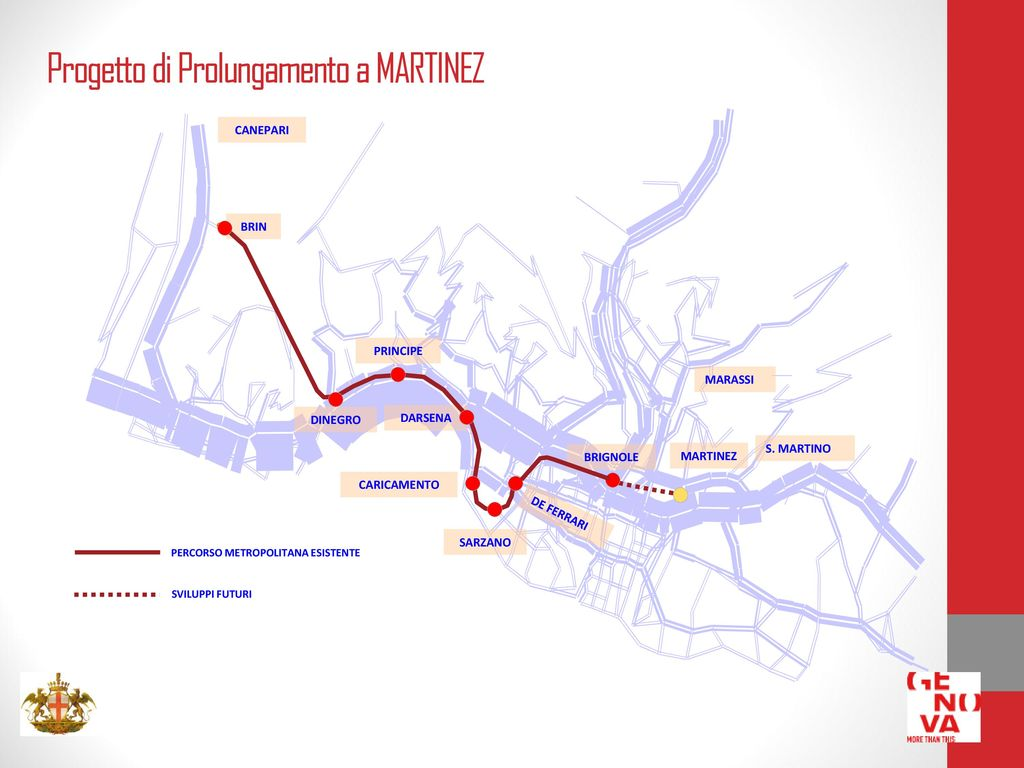 Progetto di Prolungamento a MARTINEZ
CANEPARI
BRIN
PRINCIPE
MARASSI
DINEGRO
DARSENA
S. MARTINO
BRIGNOLE
MARTINEZ
CARICAMENTO
DE FERRARI
SARZANO
PERCORSO METROPOLITANA ESISTENTE
SVILUPPI FUTURI
GE
NO
VA
MORE THAN THIS